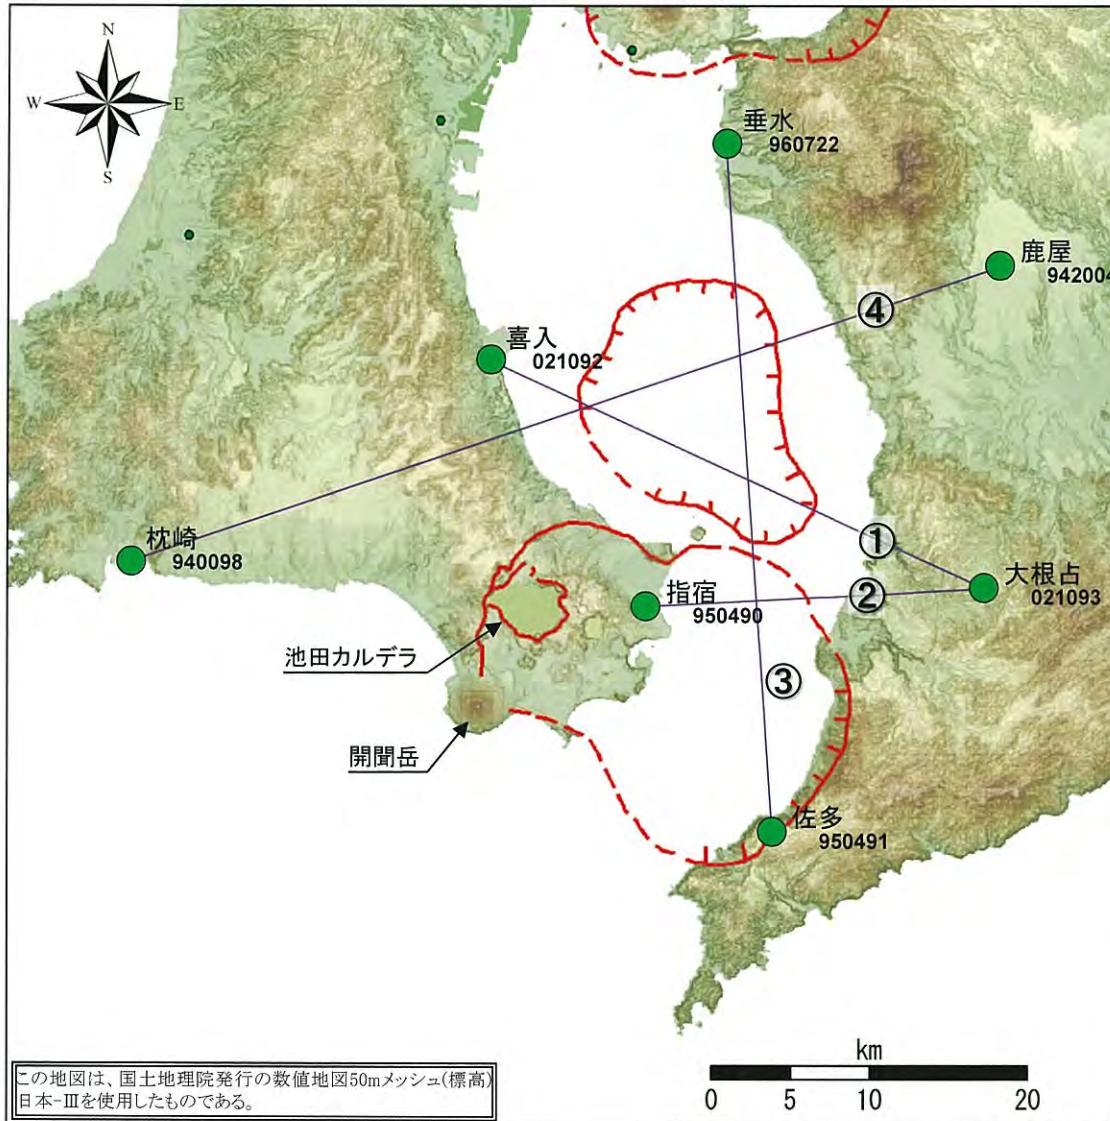 N
W
E
S
垂水
960722
鹿屋
942004
④
喜入
021092
①
枕崎
940098
大根占
021093
指宿
950490
②
池田カルデラ
③
開聞岳
佐多
950491
この地図は、国土地理院発行の数値地図50mメッシュ(標高)
日本-Ⅲを使用したものである。
km
0 5 10 20